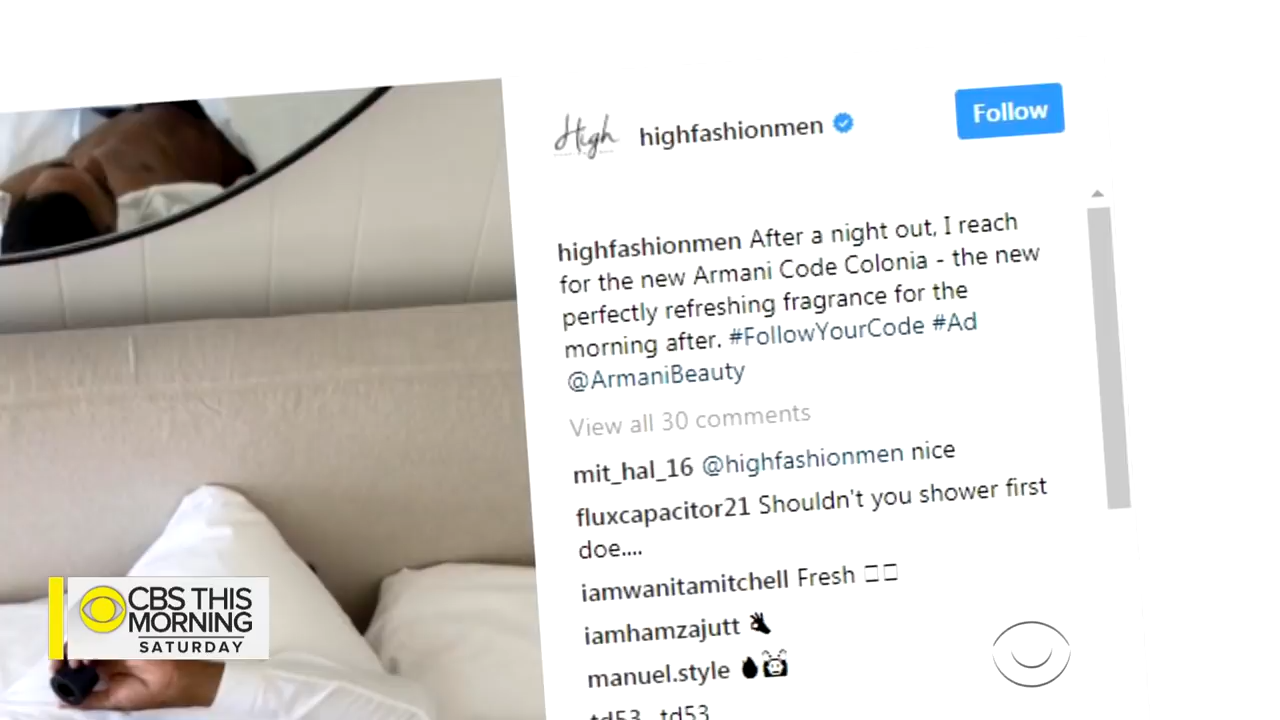 High
highfashionmen
Follow
highfashionmen After a night out, I reach
for the new Armani Code Colonia - the new
perfectly refreshing fragrance for the
morning after. #FollowYourCode #Ad
@ArmaniBeauty
View all 30 comments
mit_hal_16 @highfashionmen nice
fluxcapacitor21 Shouldn't you shower first
doe....
iamwanitamitchell Fresh
iamhamzajutt
manuel.style
td53_td53
CBS THIS
MORNING
SATURDAY